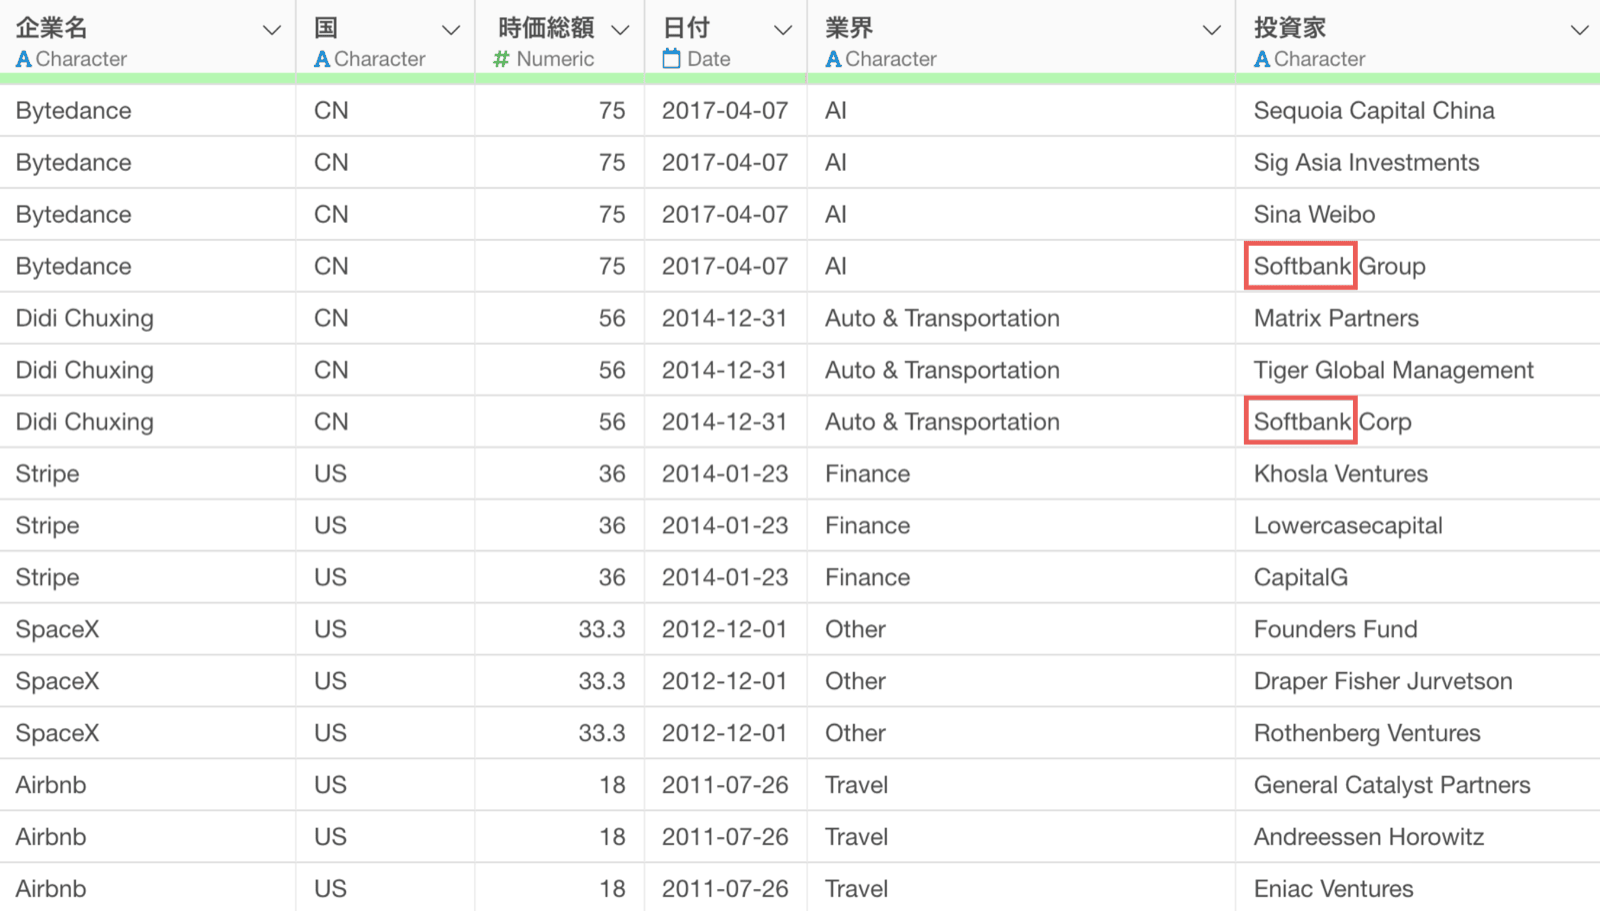 企業名 国 時価総額 日付 業界 投資家
Character Character # Numeric Date Character Character
Bytedance CN 75 2017-04-07 AI Sequoia Capital China
Bytedance CN 75 2017-04-07 AI Sig Asia Investments
Bytedance CN 75 2017-04-07 AI Sina Weibo
Bytedance CN 75 2017-04-07 AI Softbank Group
Didi Chuxing CN 56 2014-12-31 Auto & Transportation Matrix Partners
Didi Chuxing CN 56 2014-12-31 Auto & Transportation Tiger Global Management
Didi Chuxing CN 56 2014-12-31 Auto & Transportation Softbank Corp
Stripe US 36 2014-01-23 Finance Khosla Ventures
Stripe US 36 2014-01-23 Finance Lowercasecapital
Stripe US 36 2014-01-23 Finance CapitalG
SpaceX US 33.3 2012-12-01 Other Founders Fund
SpaceX US 33.3 2012-12-01 Other Draper Fisher Jurvetson
SpaceX US 33.3 2012-12-01 Other Rothenberg Ventures
Airbnb US 18 2011-07-26 Travel General Catalyst Partners
Airbnb US 18 2011-07-26 Travel Andreessen Horowitz
Airbnb US 18 2011-07-26 Travel Eniac Ventures